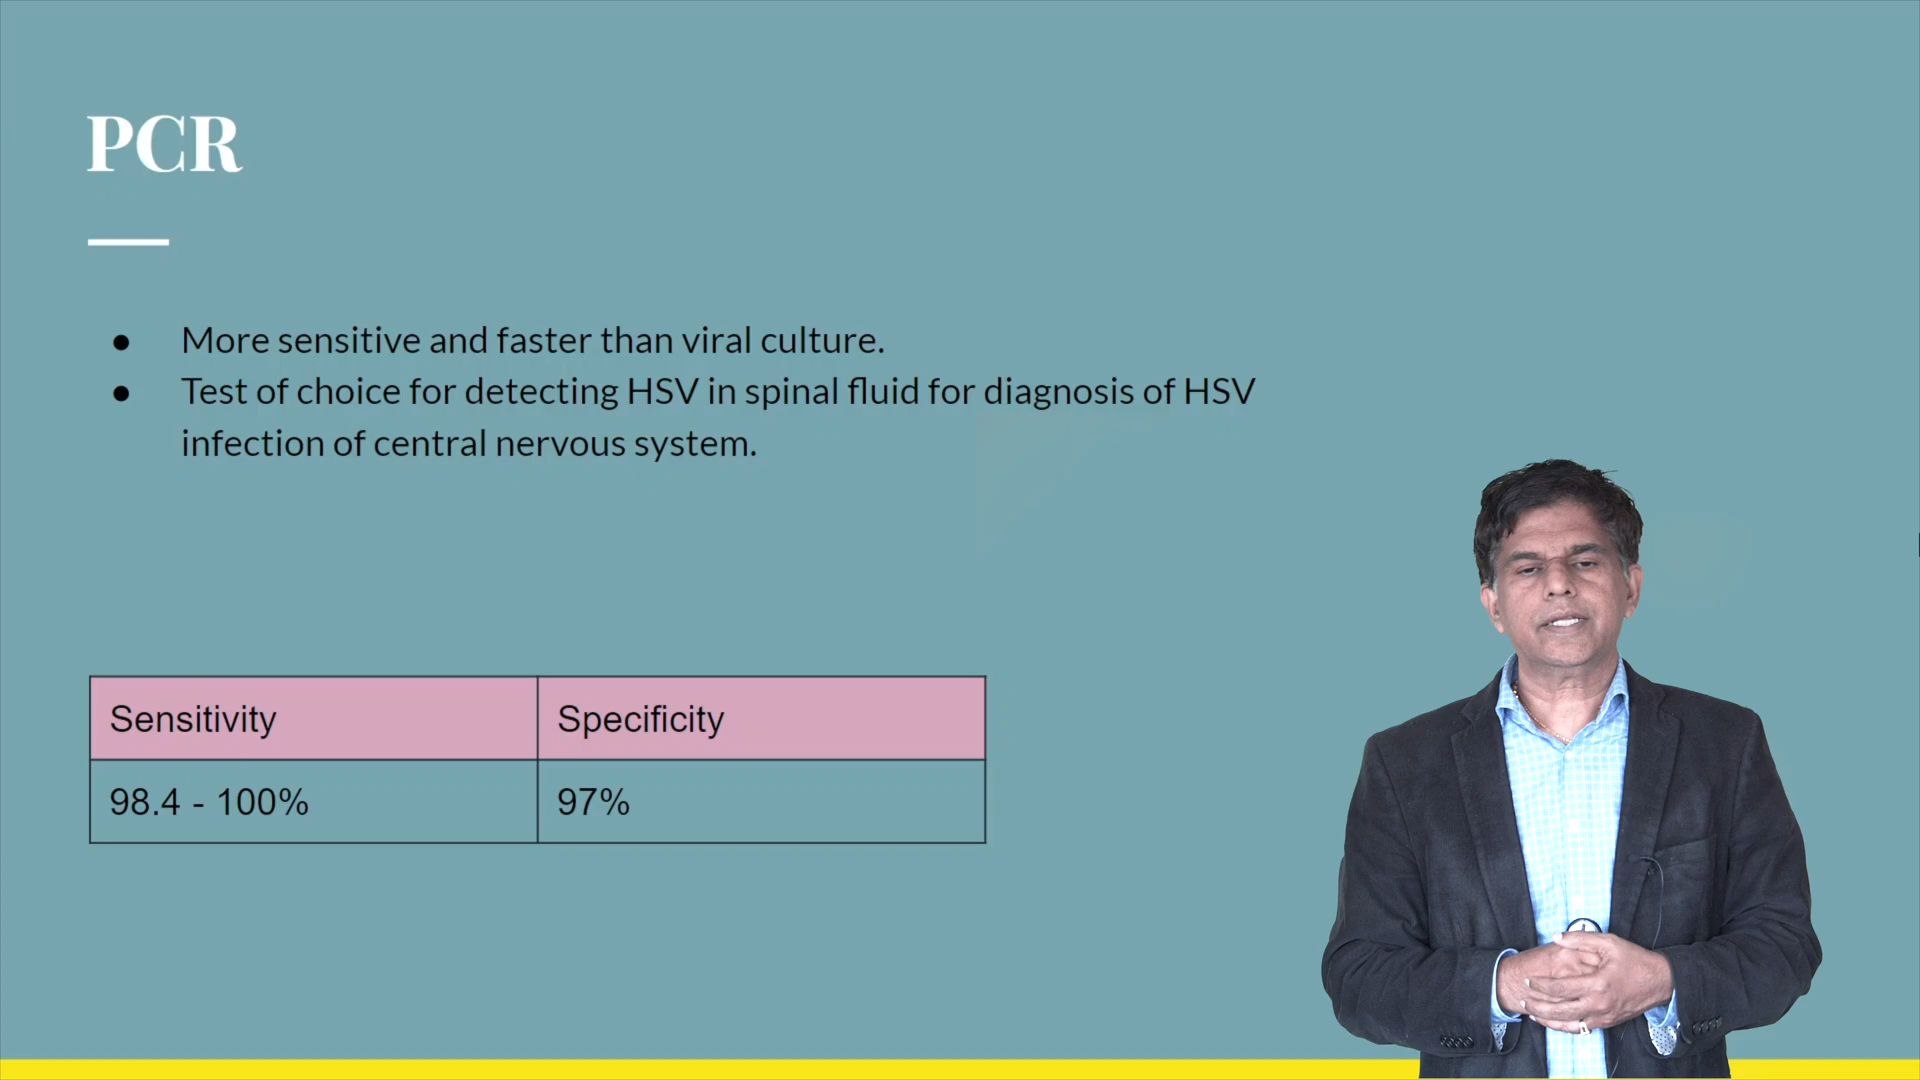 PCR
● More sensitive and faster than viral culture.
● Test of choice for detecting HSV in spinal fluid for diagnosis of HSV
infection of central nervous system.
Sensitivity Specificity
98.4 - 100% 97%